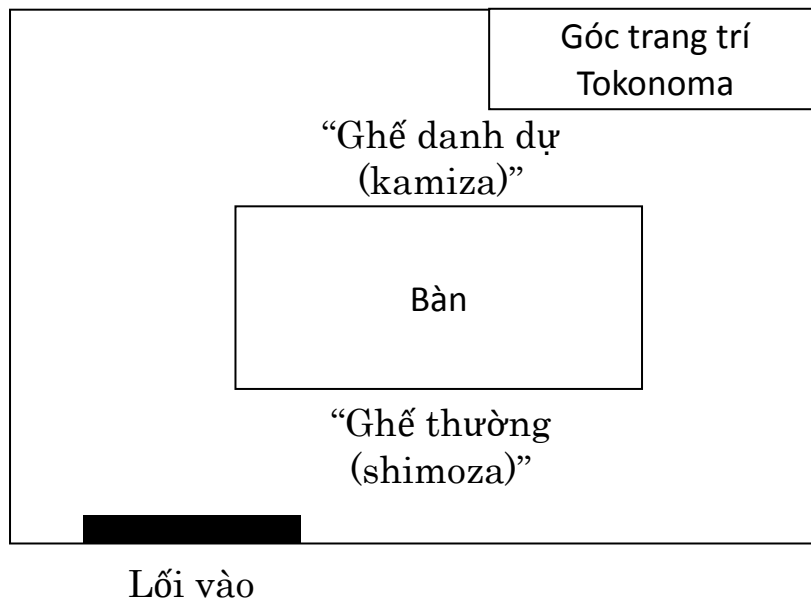 Góc trang trí
Tokonoma
“Ghế danh dự
(kamiza)”
Bàn
“Ghế thường
(shimoza)”
Lối vào